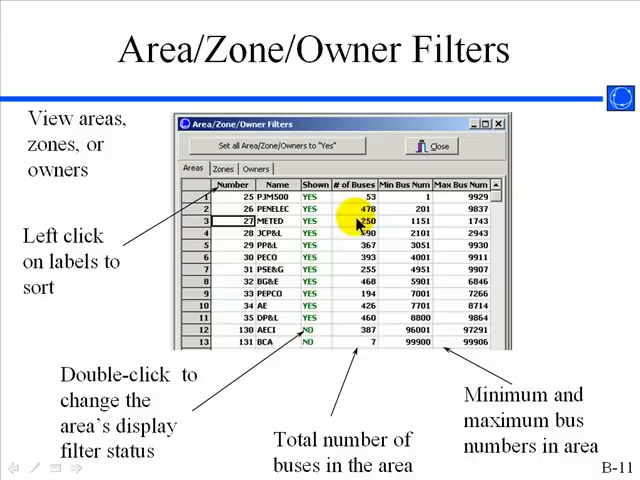 Area/Zone/Owner Filters
View areas,
zones, or
owners
Left click
on labels to
sort
Area/Zone/Owner Filters
Set all Area/Zone/Owners to "Yes"
Close
Areas Zones Owners
Number Name Shown # of Buses Min Bus Num Max Bus Num
1 25 PJM500 YES 53 1 9929
2 26 PENELEC YES 478 201 9837
3 27 METED YES 250 1151 1743
4 28 JCP&L YES 590 2101 2943
5 29 PP&L YES 367 3051 9930
6 30 PECO YES 393 4001 9911
7 31 PSE&G YES 255 4951 9907
8 32 BG&E YES 468 5901 6846
9 33 PEPCO YES 194 7001 7266
10 34 AE YES 426 7701 8714
11 35 DP&L YES 460 8800 9864
12 130 AECI NO 387 96001 97291
13 131 BCA NO 7 99900 99906
Double-click to
change the
area's display
filter status
Total number of
buses in the area
Minimum and
maximum bus
numbers in area
B-11